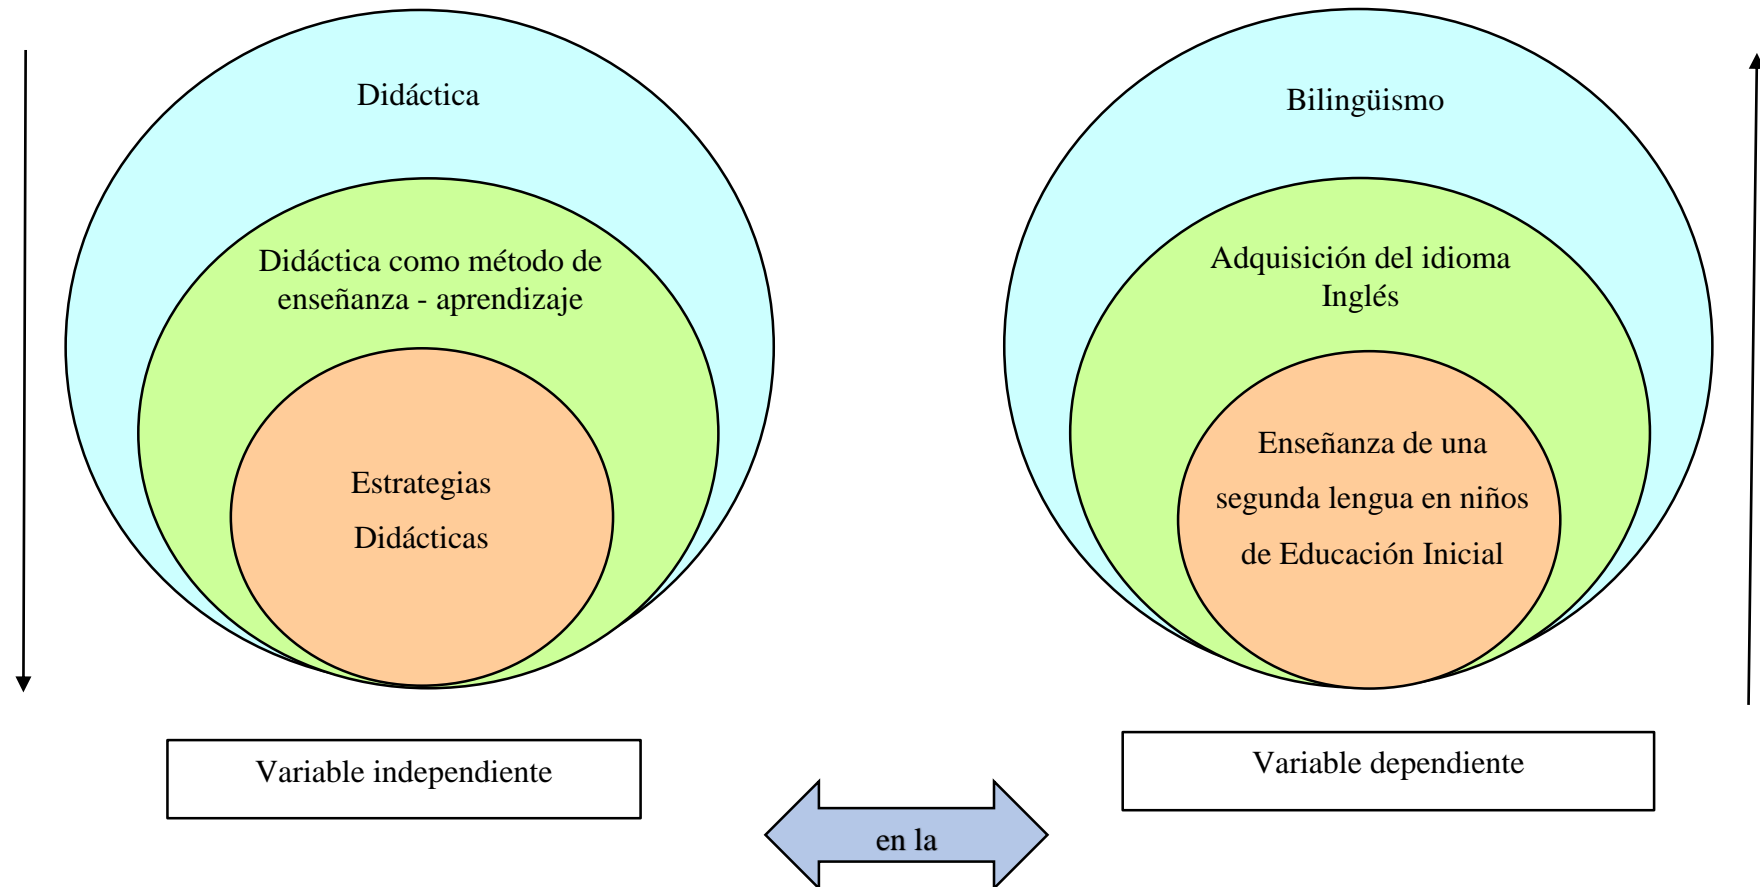 Didáctica
Didáctica como método de
enseñanza - aprendizaje
Estrategias
Didácticas
Variable independiente
Bilingüismo
Adquisición del idioma
Inglés
Enseñanza de una
segunda lengua en niños
de Educación Inicial
Variable dependiente
en la